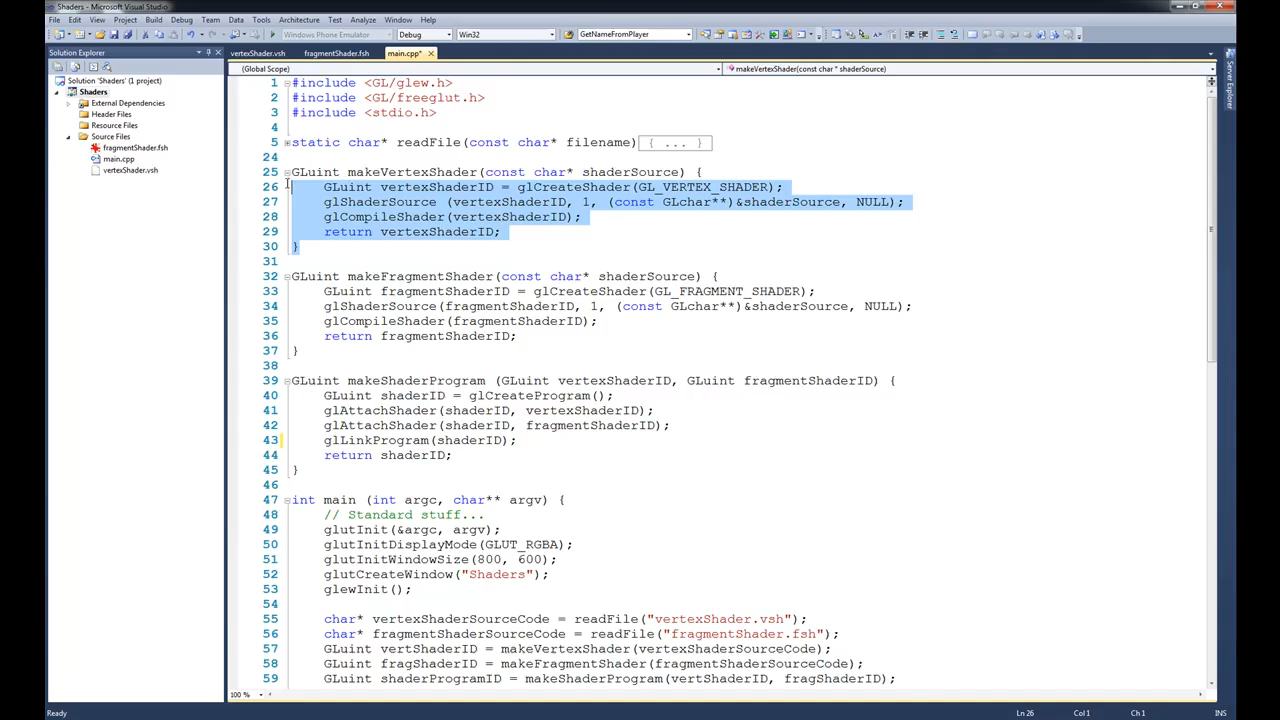 Shaders - Microsoft Visual Studio
File Edit View Project Build Debug Team Data Tools Architecture Test Analyze Window Help
Windows Phone Emulator Debug Win32 GetNameFromPlayer
Solution Explorer
vertexShader.vsh fragmentShader.fsh main.cpp*
(Global Scope) makeVertexShader(const char* shaderSource)
Solution 'Shaders' (1 project)
Shaders
External Dependencies
Header Files
Resource Files
Source Files
fragmentShader.fsh
main.cpp
vertexShader.vsh
Server Explorer
1 #include <GL/glew.h>
2 #include <GL/freeglut.h>
3 #include <stdio.h>
4
5 static char* readFile(const char* filename){ ... }
24
25 GLuint makeVertexShader(const char* shaderSource) {
26 GLuint vertexShaderID = glCreateShader(GL_VERTEX_SHADER);
27 glShaderSource (vertexShaderID, 1, (const GLchar**)&shaderSource, NULL);
28 glCompileShader(vertexShaderID);
29 return vertexShaderID;
30 }
31
32 GLuint makeFragmentShader(const char* shaderSource) {
33 GLuint fragmentShaderID = glCreateShader(GL_FRAGMENT_SHADER);
34 glShaderSource(fragmentShaderID, 1, (const GLchar**)&shaderSource, NULL);
35 glCompileShader(fragmentShaderID);
36 return fragmentShaderID;
37 }
38
39 GLuint makeShaderProgram (GLuint vertexShaderID, GLuint fragmentShaderID) {
40 GLuint shaderID = glCreateProgram();
41 glAttachShader(shaderID, vertexShaderID);
42 glAttachShader(shaderID, fragmentShaderID);
43 glLinkProgram(shaderID);
44 return shaderID;
45 }
46
47 int main (int argc, char** argv) {
48 // Standard stuff...
49 glutInit(&argc, argv);
50 glutInitDisplayMode(GLUT_RGBA);
51 glutInitWindowSize(800, 600);
52 glutCreateWindow("Shaders");
53 glewInit();
54
55 char* vertexShaderSourceCode = readFile("vertexShader.vsh");
56 char* fragmentShaderSourceCode = readFile("fragmentShader.fsh");
57 GLuint vertShaderID = makeVertexShader(vertexShaderSourceCode);
58 GLuint fragShaderID = makeFragmentShader(fragmentShaderSourceCode);
59 GLuint shaderProgramID = makeShaderProgram(vertShaderID, fragShaderID);
100 %
Ready Ln 26 Col 1 Ch 1 INS